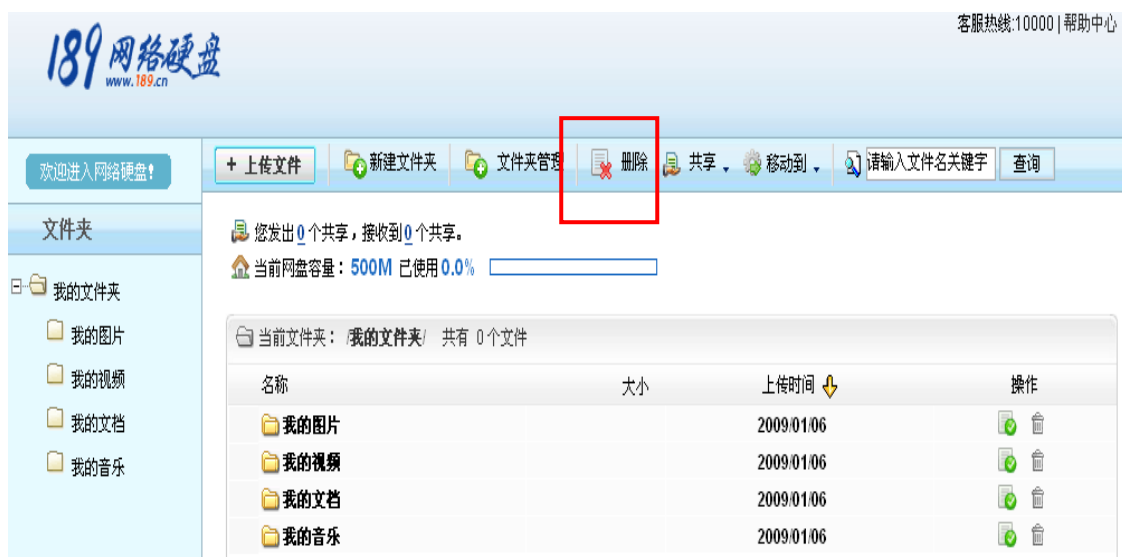 客服热线:10000 | 帮助中心
189 网络硬盘
www.189.cn
欢迎进入网络硬盘!
+ 上传文件 新建文件夹 文件夹管理 删除 共享 移动到 请输入文件名关键字 查询
文件夹
您发出0个共享，接收到0个共享。
当前网盘容量：500M 已使用0.0%
我的文件夹
我的图片
我的视频
我的文档
我的音乐
当前文件夹： /我的文件夹/ 共有 0个文件
名称 大小 上传时间 操作
我的图片 2009/01/06
我的视频 2009/01/06
我的文档 2009/01/06
我的音乐 2009/01/06